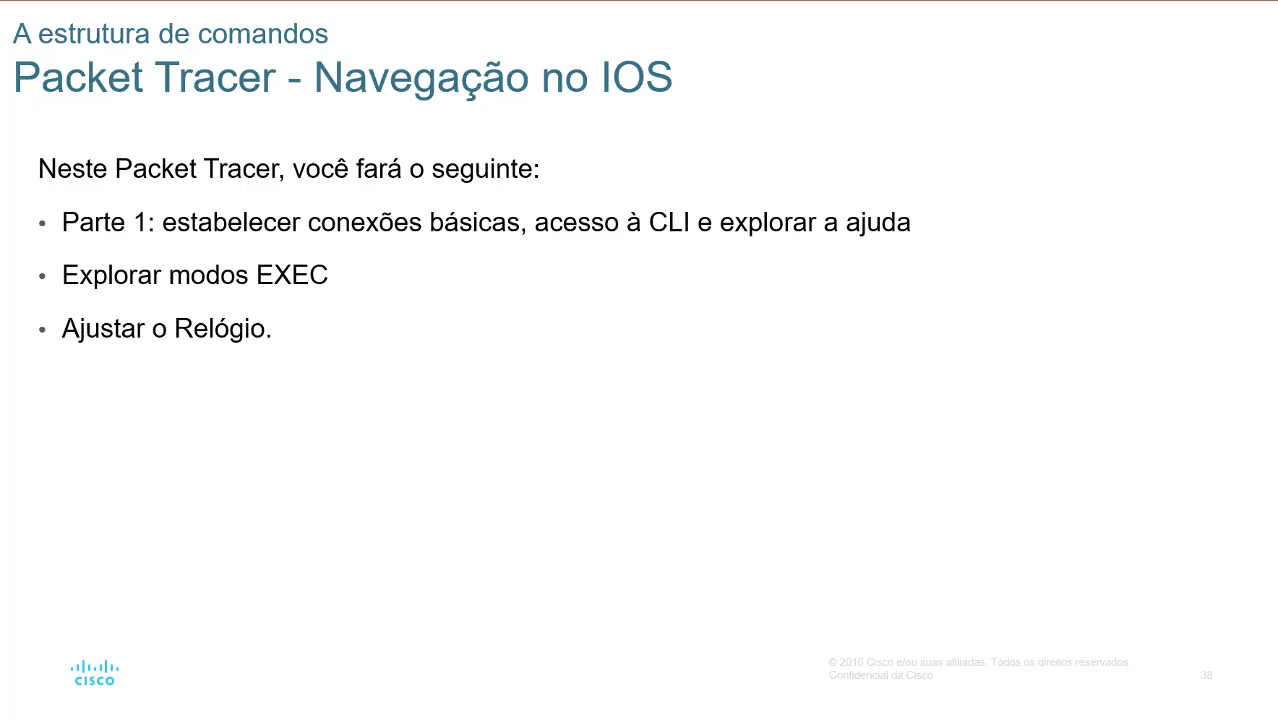 A estrutura de comandos
Packet Tracer - Navegação no IOS
Neste Packet Tracer, você fará o seguinte:
• Parte 1: estabelecer conexões básicas, acesso à CLI e explorar a ajuda
• Explorar modos EXEC
• Ajustar o Relógio.
CISCO
© 2016 Cisco e/ou suas afiliadas. Todos os direitos reservados.
Confidencial da Cisco
38